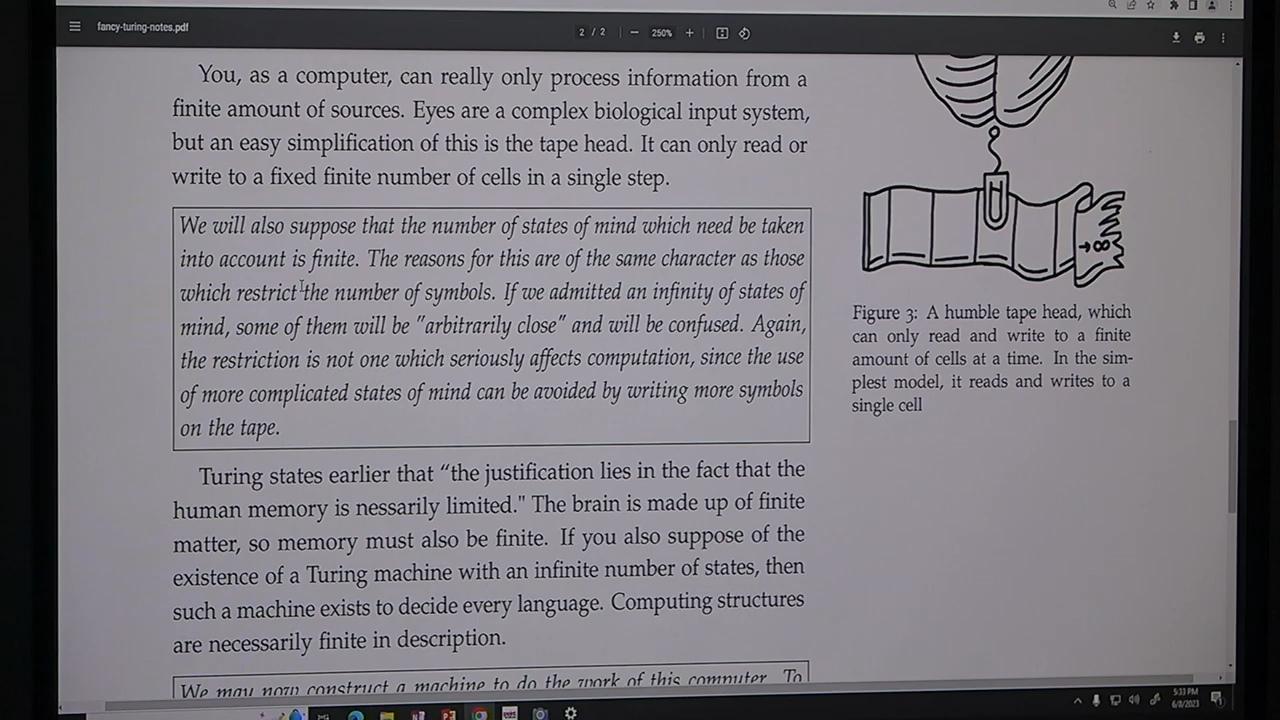 fancy-turing-notes.pdf
2 / 2
250%
You, as a computer, can really only process information from a
finite amount of sources. Eyes are a complex biological input system,
but an easy simplification of this is the tape head. It can only read or
write to a fixed finite number of cells in a single step.
We will also suppose that the number of states of mind which need be taken
into account is finite. The reasons for this are of the same character as those
which restrict the number of symbols. If we admitted an infinity of states of
mind, some of them will be "arbitrarily close" and will be confused. Again,
the restriction is not one which seriously affects computation, since the use
of more complicated states of mind can be avoided by writing more symbols
on the tape.
→∞
Figure 3: A humble tape head, which
can only read and write to a finite
amount of cells at a time. In the sim-
plest model, it reads and writes to a
single cell
Turing states earlier that “the justification lies in the fact that the
human memory is nessarily limited." The brain is made up of finite
matter, so memory must also be finite. If you also suppose of the
existence of a Turing machine with an infinite number of states, then
such a machine exists to decide every language. Computing structures
are necessarily finite in description.
We may now construct a machine to do the work of this computer. To
5:33 PM
6/8/2023